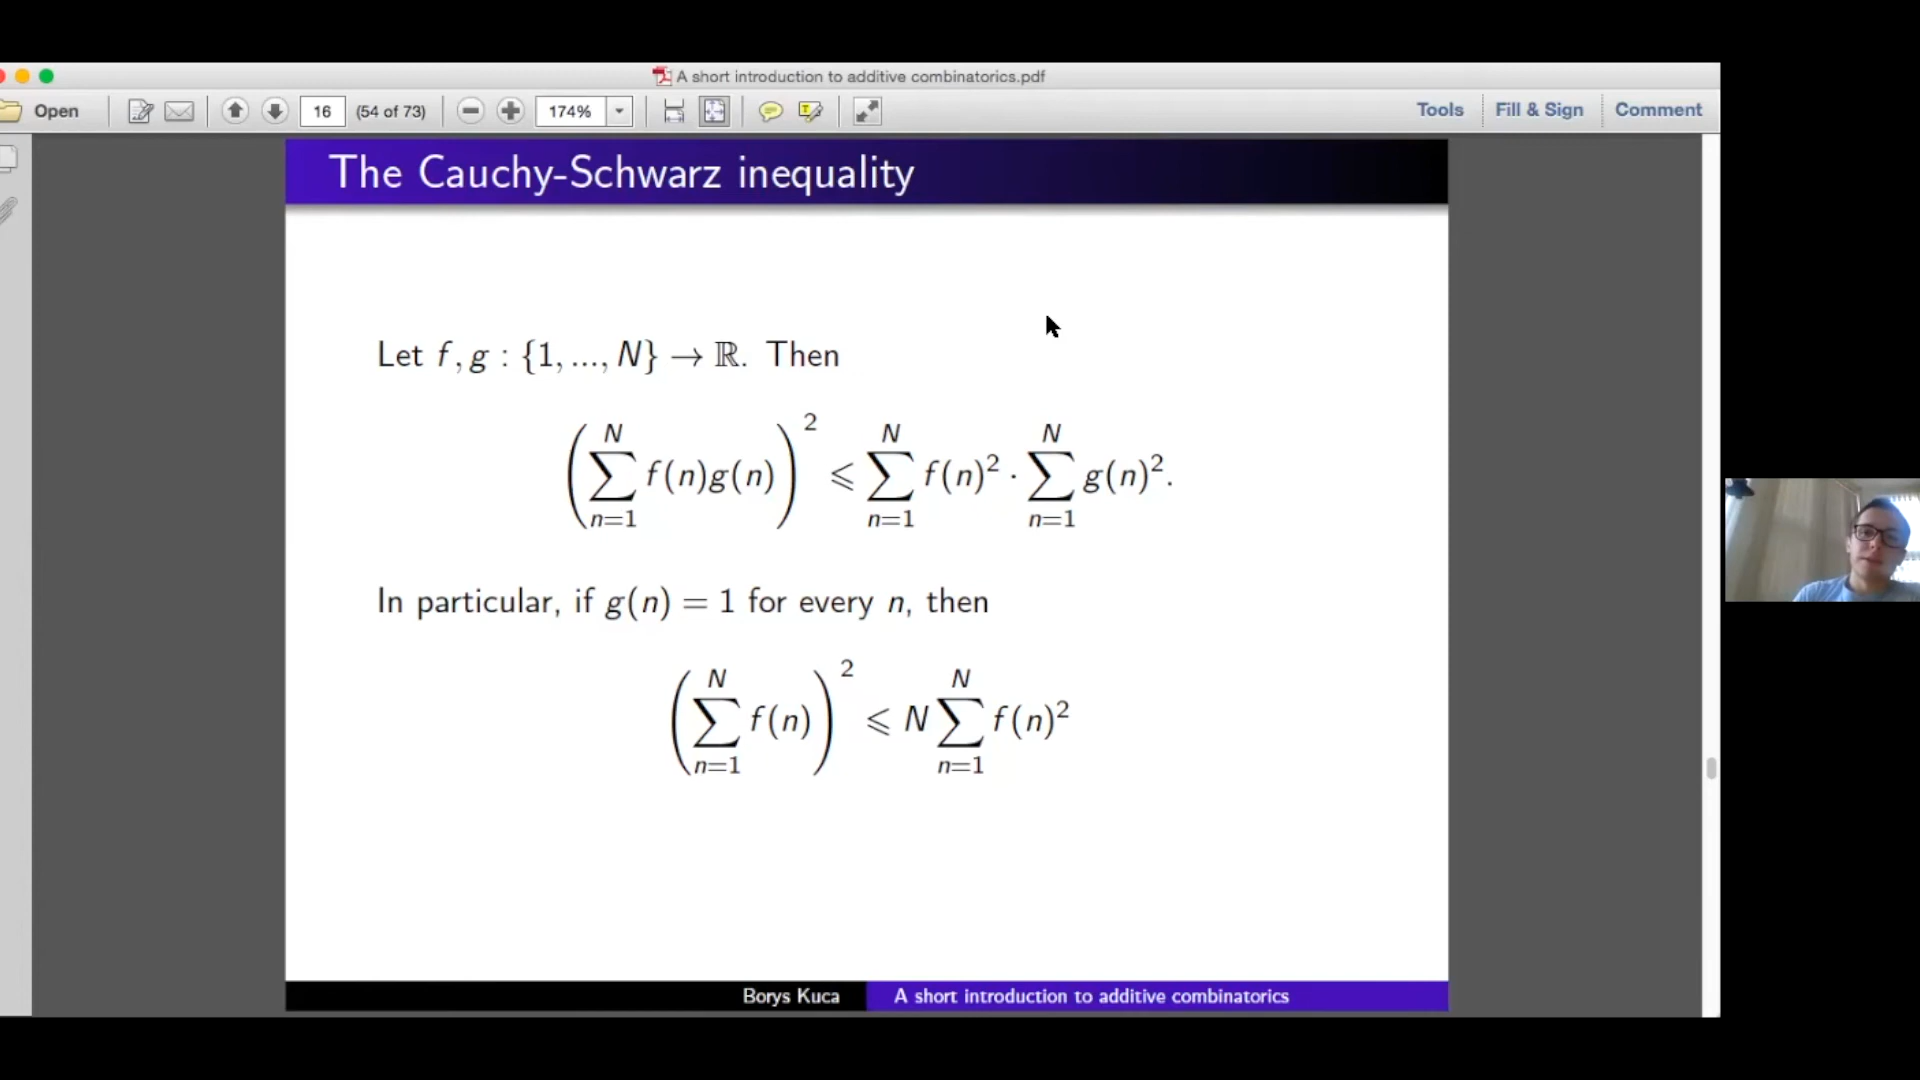 A short introduction to additive combinatorics.pdf
Open 16 (54 of 73) 174% Tools Fill & Sign Comment
The Cauchy-Schwarz inequality
Let f, g : {1, ..., N} → ℝ. Then
(∑_{n=1}^{N} f(n)g(n))² ⩽ ∑_{n=1}^{N} f(n)² · ∑_{n=1}^{N} g(n)².
In particular, if g(n) = 1 for every n, then
(∑_{n=1}^{N} f(n))² ⩽ N ∑_{n=1}^{N} f(n)²
Borys Kuca A short introduction to additive combinatorics